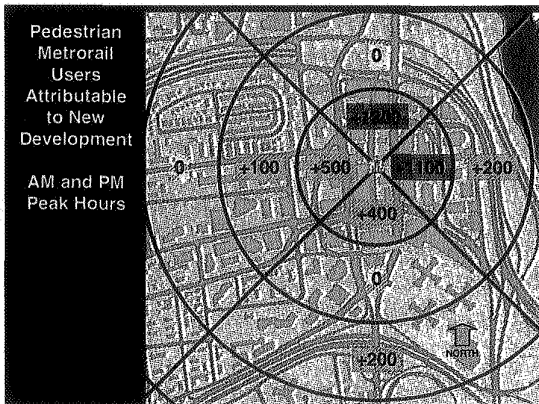 Pedestrian
Metrorail
Users
Attributable
to New
Development
AM and PM
Peak Hours
0
0 +100 +500 +1100 +200
+400
0
NORTH
+200